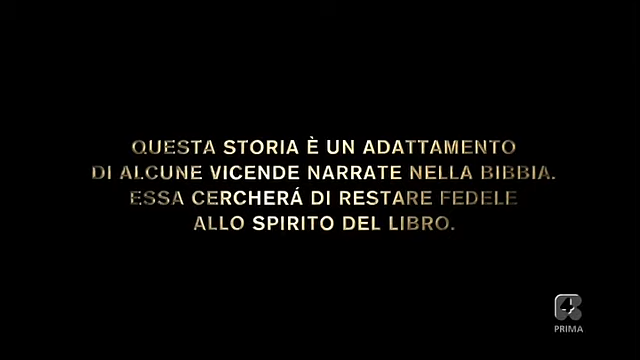 QUESTA STORIA È UN ADATTAMENTO
DI ALCUNE VICENDE NARRATE NELLA BIBBIA.
ESSA CERCHERÁ DI RESTARE FEDELE
ALLO SPIRITO DEL LIBRO.
4
PRIMA